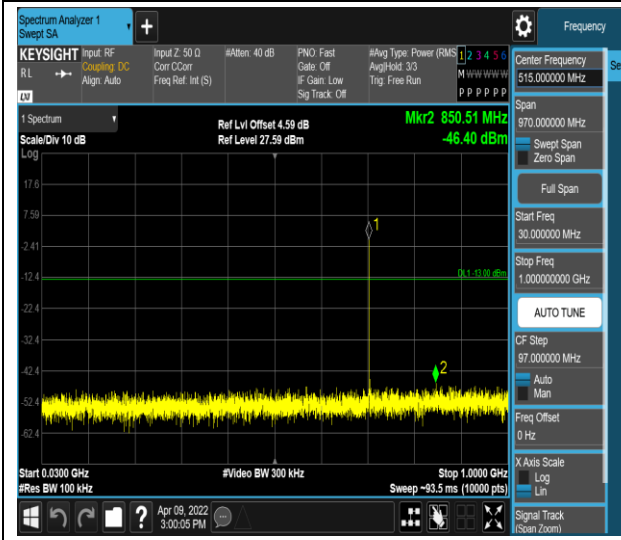 Spectrum Analyzer 1
Swept SA
+
Frequency
KEYSIGHT
RL
LXI
Input: RF
Coupling: DC
Align: Auto
Input Z: 50 Ω
Corr CCorr
Freq Ref: Int (S)
#Atten: 40 dB
PNO: Fast
Gate: Off
IF Gain: Low
Sig Track: Off
#Avg Type: Power (RMS
Avg|Hold: 3/3
Trig: Free Run
1 2 3 4 5 6
M W W W W W
P P P P P P
1 Spectrum
Scale/Div 10 dB
Log
Ref Lvl Offset 4.59 dB
Ref Level 27.59 dBm
Mkr2 850.51 MHz
-46.40 dBm
17.6
7.59
-2.41
-12.4
-22.4
-32.4
-42.4
-52.4
-62.4
1
DL1 -13.00 dBm
2
Start 0.0300 GHz
#Res BW 100 kHz
#Video BW 300 kHz
Stop 1.0000 GHz
Sweep ~93.5 ms (10000 pts)
?
Apr 09, 2022
3:00:05 PM
Center Frequency
515.000000 MHz
Se
Span
970.000000 MHz
Swept Span
Zero Span
Full Span
Start Freq
30.000000 MHz
Stop Freq
1.000000000 GHz
AUTO TUNE
CF Step
97.000000 MHz
Auto
Man
Freq Offset
0 Hz
X Axis Scale
Log
Lin
Signal Track
(Span Zoom)